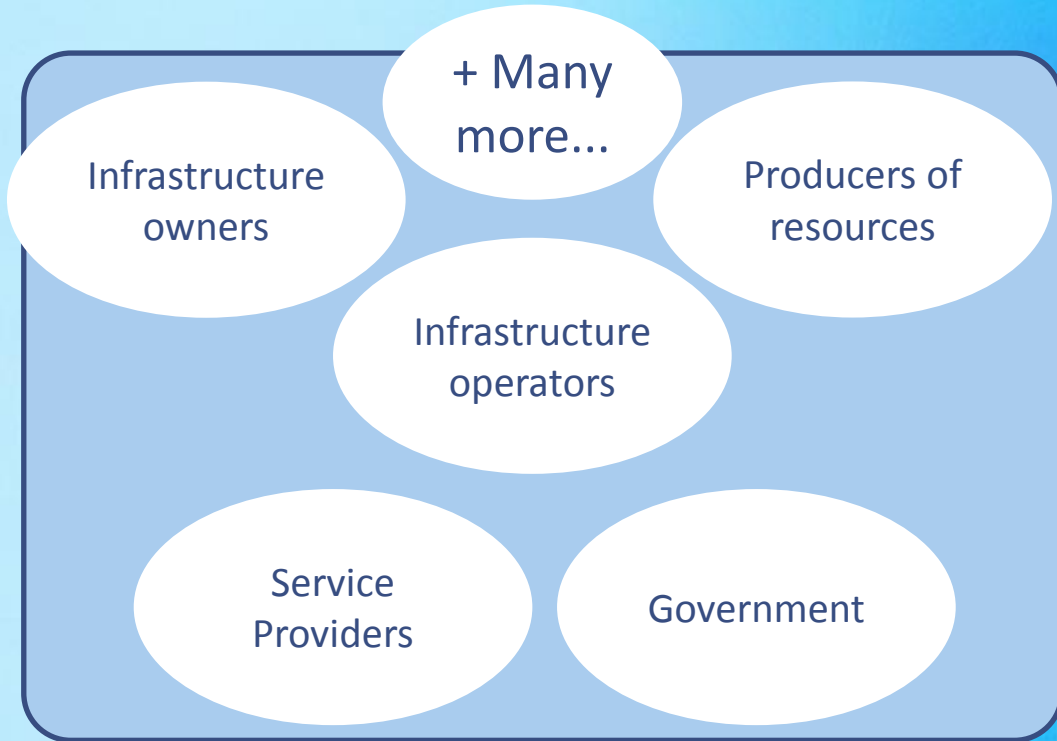 + Many
more...
Infrastructure
owners
Producers of
resources
Infrastructure
operators
Service
Providers
Government